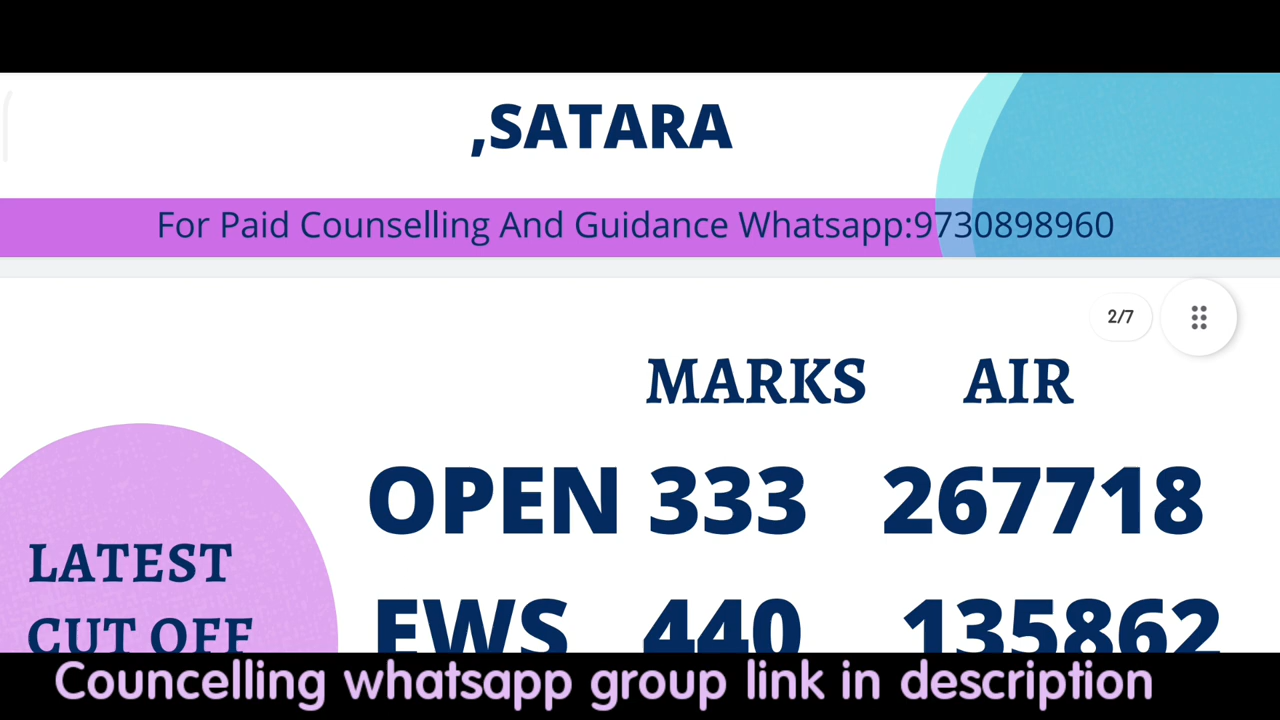 ,SATARA
For Paid Counselling And Guidance Whatsapp:9730898960
2/7
MARKS AIR
OPEN 333 267718
LATEST
EWS 440 135862
CUT OFF
Councelling whatsapp group link in description